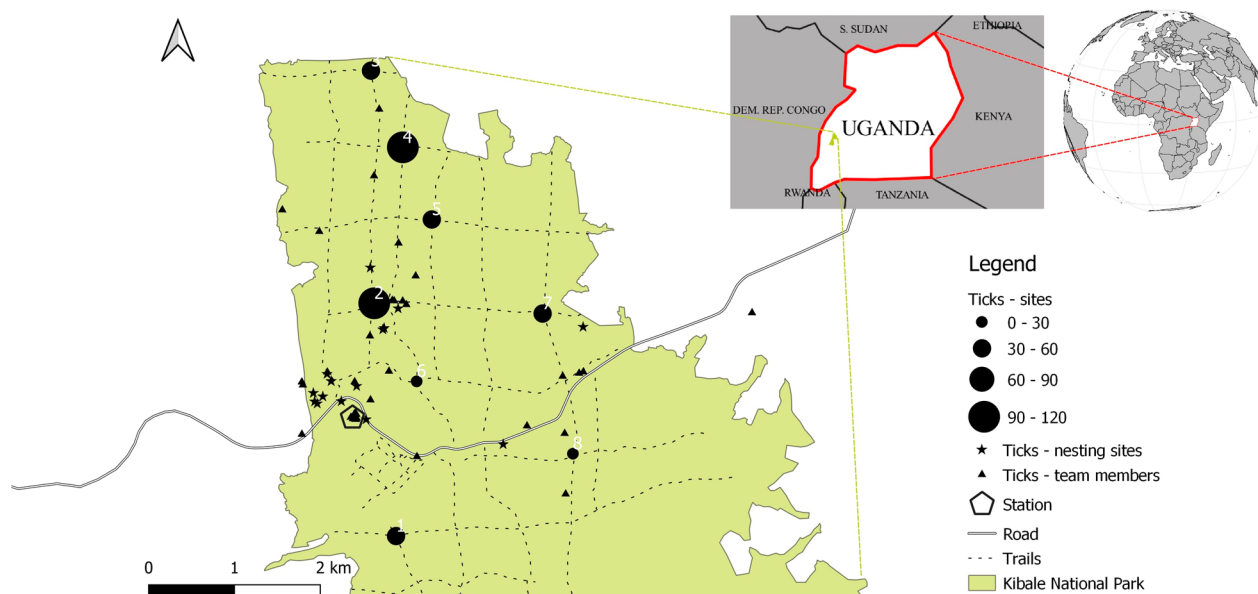 S. SUDAN
ETHIOPIA
DEM. REP. CONGO
UGANDA
KENYA
RWANDA
TANZANIA
3
4
5
2
7
6
8
1
Legend
Ticks - sites
0 - 30
30 - 60
60 - 90
90 - 120
Ticks - nesting sites
Ticks - team members
Station
Road
Trails
Kibale National Park
0 1 2 km